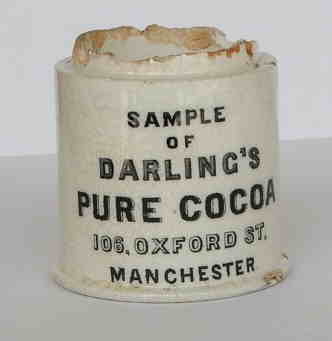 SAMPLE
OF
DARLING'S
PURE COCOA
106, OXFORD ST.
MANCHESTER